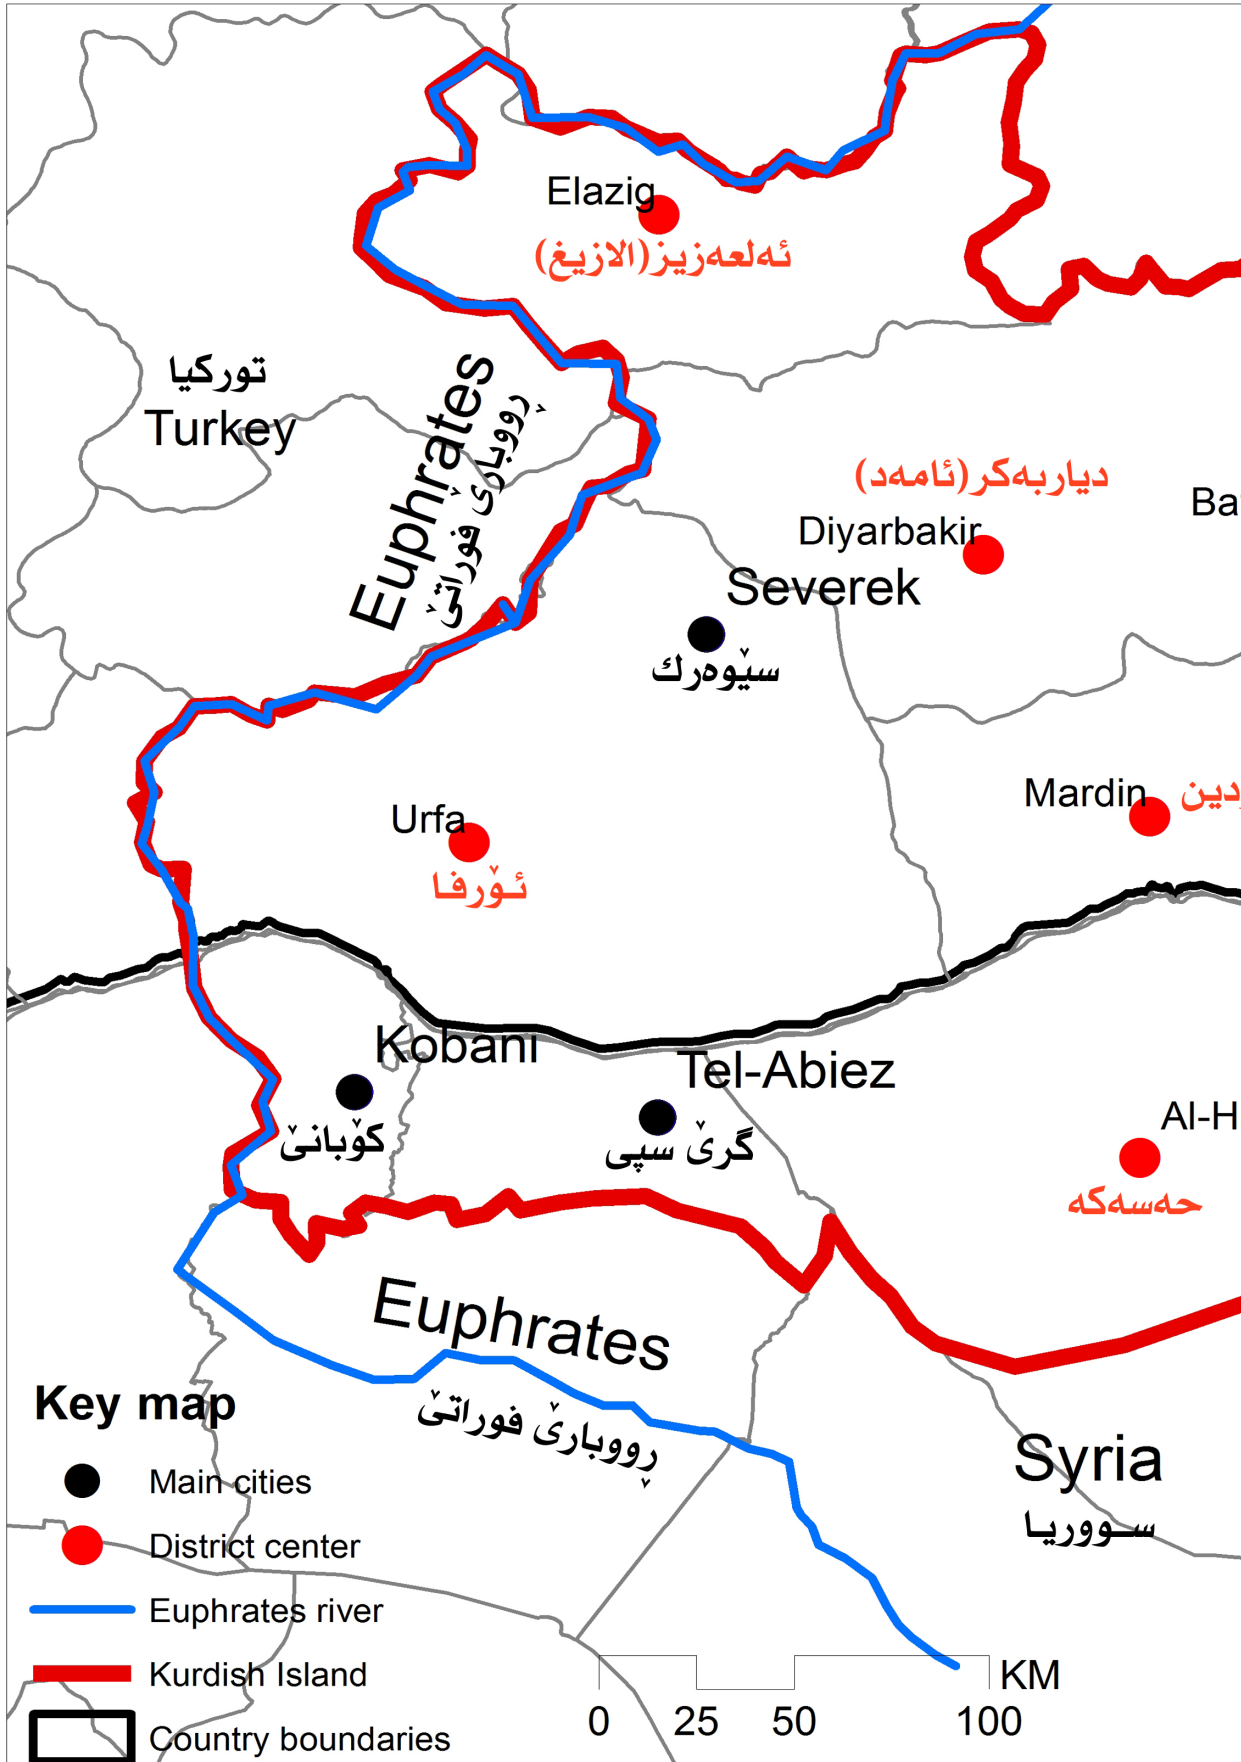 Elazig
ئەلعەزیز(الازیغ)
تورکیا
Turkey
Euphrates
ڕووبارێ فوراتێ
دیاربەکر(ئامەد)
Diyarbakir
Severek
سێوەرك
Mardin
Urfa
ئۆرفا
Kobani
کۆبانێ
Tel-Abiez
گرێ سپی
Al-H
حەسەکە
Euphrates
ڕووبارێ فوراتێ
Syria
سووریا
Key map
Main cities
District center
Euphrates river
Kurdish Island
Country boundaries
KM
0 25 50 100